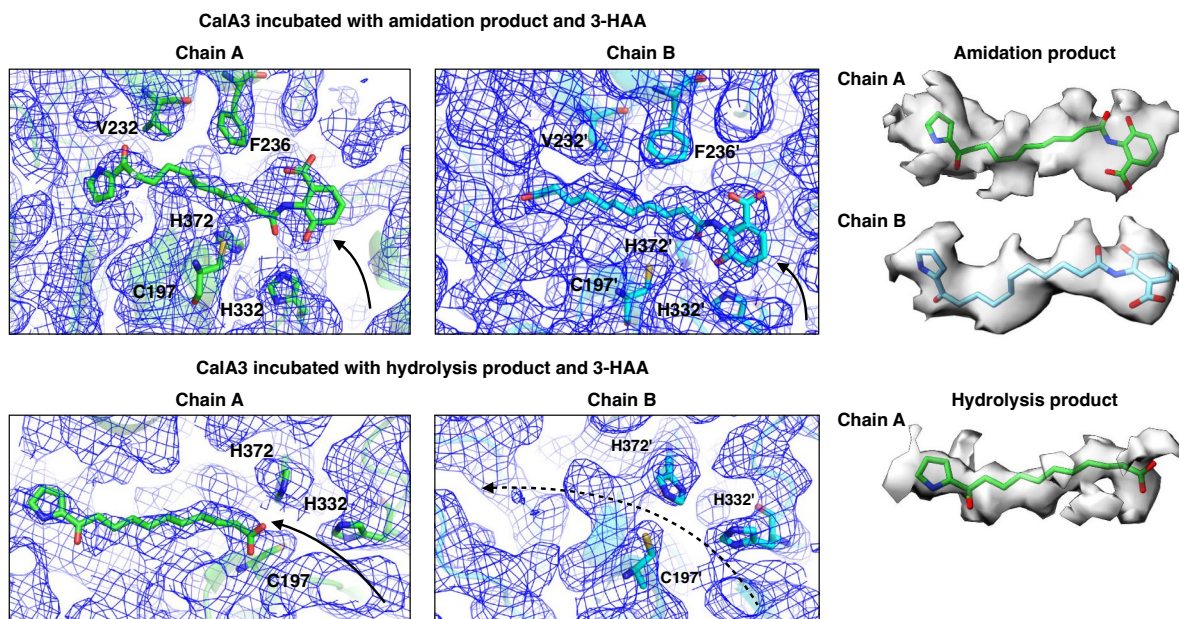 CalA3 incubated with amidation product and 3-HAA
Chain A
Chain B
Amidation product
V232
F236
H372
C197
H332
V232'
F236'
H372'
C197'
H332'
Chain A
Chain B
CalA3 incubated with hydrolysis product and 3-HAA
Chain A
Chain B
Hydrolysis product
H372
H332
C197
H372'
H332'
C197'
Chain A